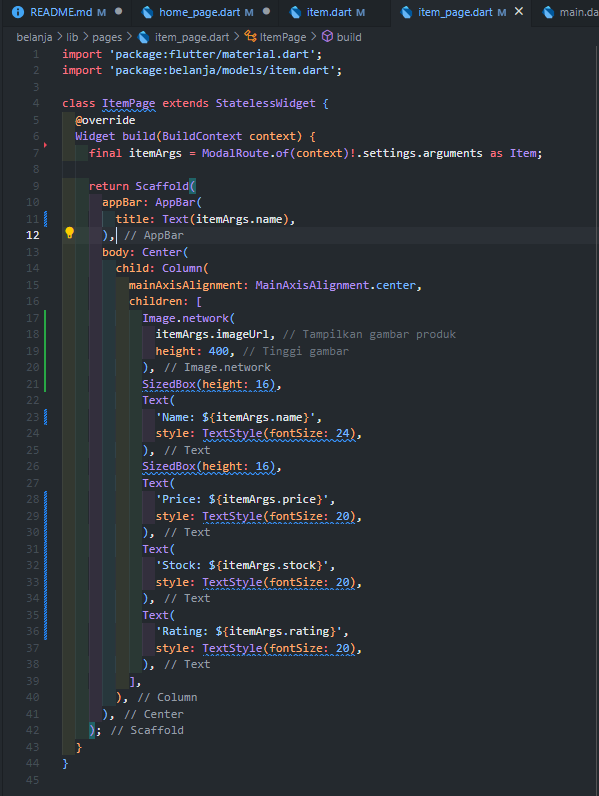 README.md M
home_page.dart M
item.dart M
item_page.dart M
main.da
belanja > lib > pages > item_page.dart > ItemPage > build
1 import 'package:flutter/material.dart';
2 import 'package:belanja/models/item.dart';
3
4 class ItemPage extends StatelessWidget {
5 @override
6 Widget build(BuildContext context) {
7 final itemArgs = ModalRoute.of(context)!.settings.arguments as Item;
8
9 return Scaffold(
10 appBar: AppBar(
11 title: Text(itemArgs.name),
12 ), // AppBar
13 body: Center(
14 child: Column(
15 mainAxisAlignment: MainAxisAlignment.center,
16 children: [
17 Image.network(
18 itemArgs.imageUrl, // Tampilkan gambar produk
19 height: 400, // Tinggi gambar
20 ), // Image.network
21 SizedBox(height: 16),
22 Text(
23 'Name: ${itemArgs.name}',
24 style: TextStyle(fontSize: 24),
25 ), // Text
26 SizedBox(height: 16),
27 Text(
28 'Price: ${itemArgs.price}',
29 style: TextStyle(fontSize: 20),
30 ), // Text
31 Text(
32 'Stock: ${itemArgs.stock}',
33 style: TextStyle(fontSize: 20),
34 ), // Text
35 Text(
36 'Rating: ${itemArgs.rating}',
37 style: TextStyle(fontSize: 20),
38 ), // Text
39 ],
40 ), // Column
41 ), // Center
42 ); // Scaffold
43 }
44 }
45